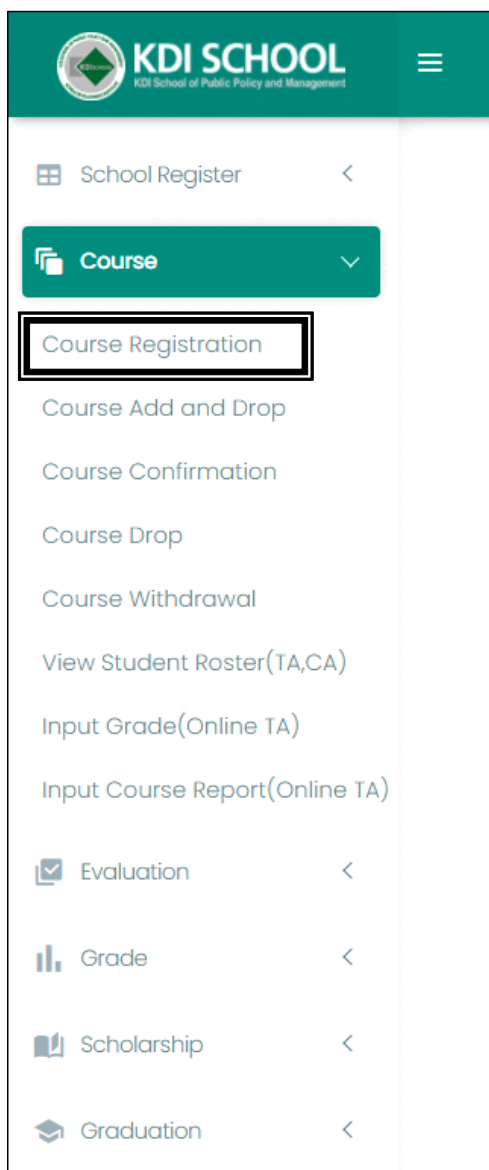 KDI SCHOOL
KDI School of Public Policy and Management
School Register
Course
Course Registration
Course Add and Drop
Course Confirmation
Course Drop
Course Withdrawal
View Student Roster(TA,CA)
Input Grade(Online TA)
Input Course Report(Online TA)
Evaluation
Grade
Scholarship
Graduation